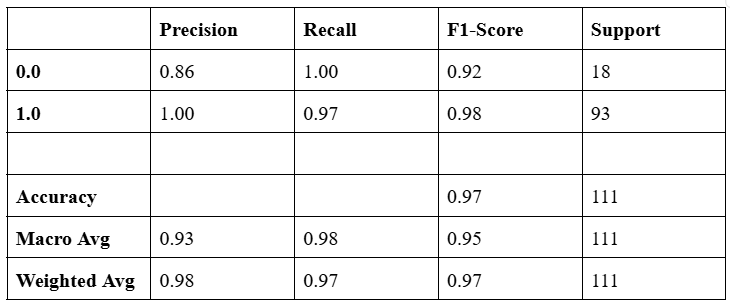 Precision Recall F1-Score Support
0.0 0.86 1.00 0.92 18
1.0 1.00 0.97 0.98 93
Accuracy 0.97 111
Macro Avg 0.93 0.98 0.95 111
Weighted Avg 0.98 0.97 0.97 111